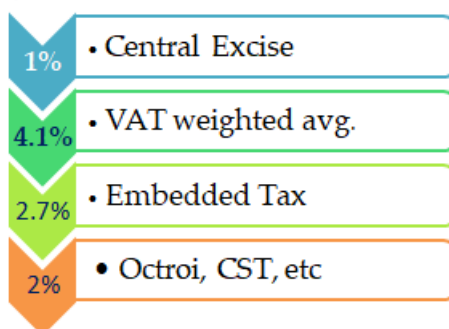 1% • Central Excise
4.1% • VAT weighted avg.
2.7% • Embedded Tax
2% • Octroi, CST, etc